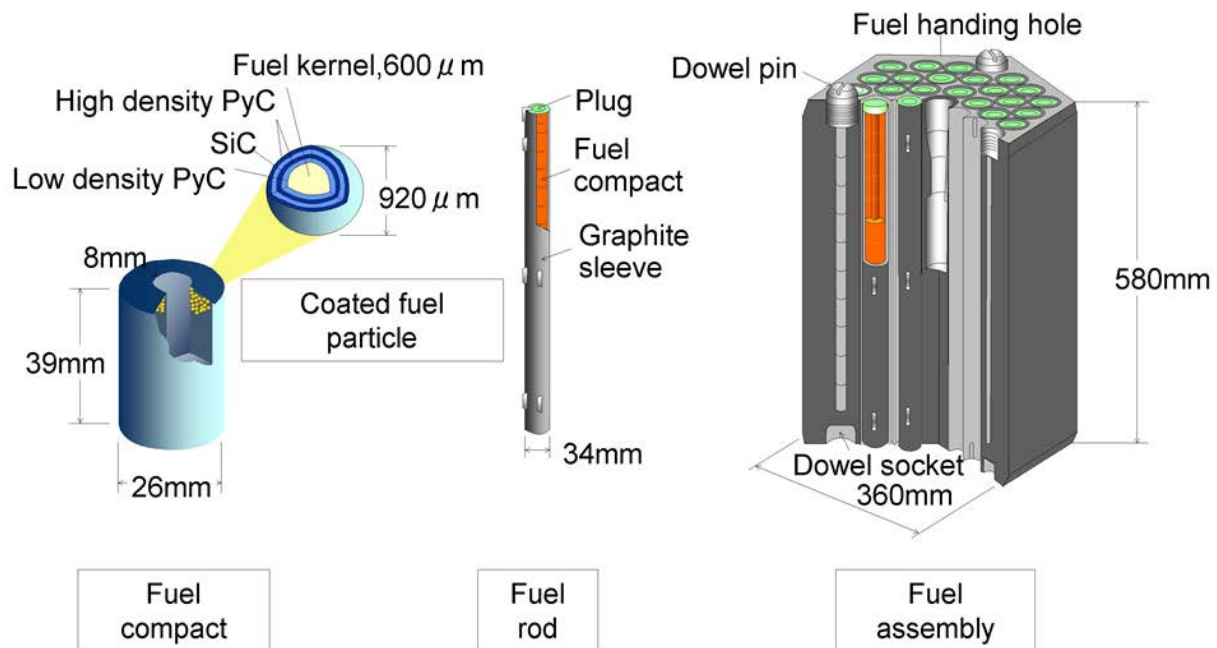 Fuel kernel,600 μm
High density PyC
SiC
Low density PyC
920 μm
8mm
39mm
26mm
Coated fuel
particle
Fuel
compact
Plug
Fuel
compact
Graphite
sleeve
34mm
Fuel
rod
Fuel handing hole
Dowel pin
580mm
Dowel socket
360mm
Fuel
assembly